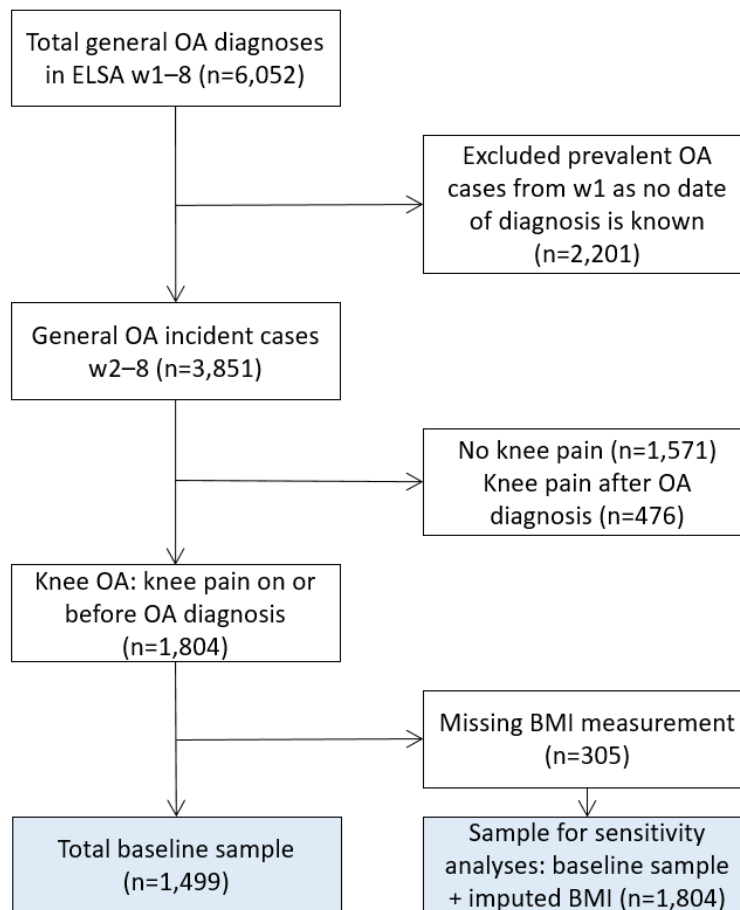 Total general OA diagnoses
in ELSA w1–8 (n=6,052)
Excluded prevalent OA
cases from w1 as no date
of diagnosis is known
(n=2,201)
General OA incident cases
w2–8 (n=3,851)
No knee pain (n=1,571)
Knee pain after OA
diagnosis (n=476)
Knee OA: knee pain on or
before OA diagnosis
(n=1,804)
Missing BMI measurement
(n=305)
Total baseline sample
(n=1,499)
Sample for sensitivity
analyses: baseline sample
+ imputed BMI (n=1,804)